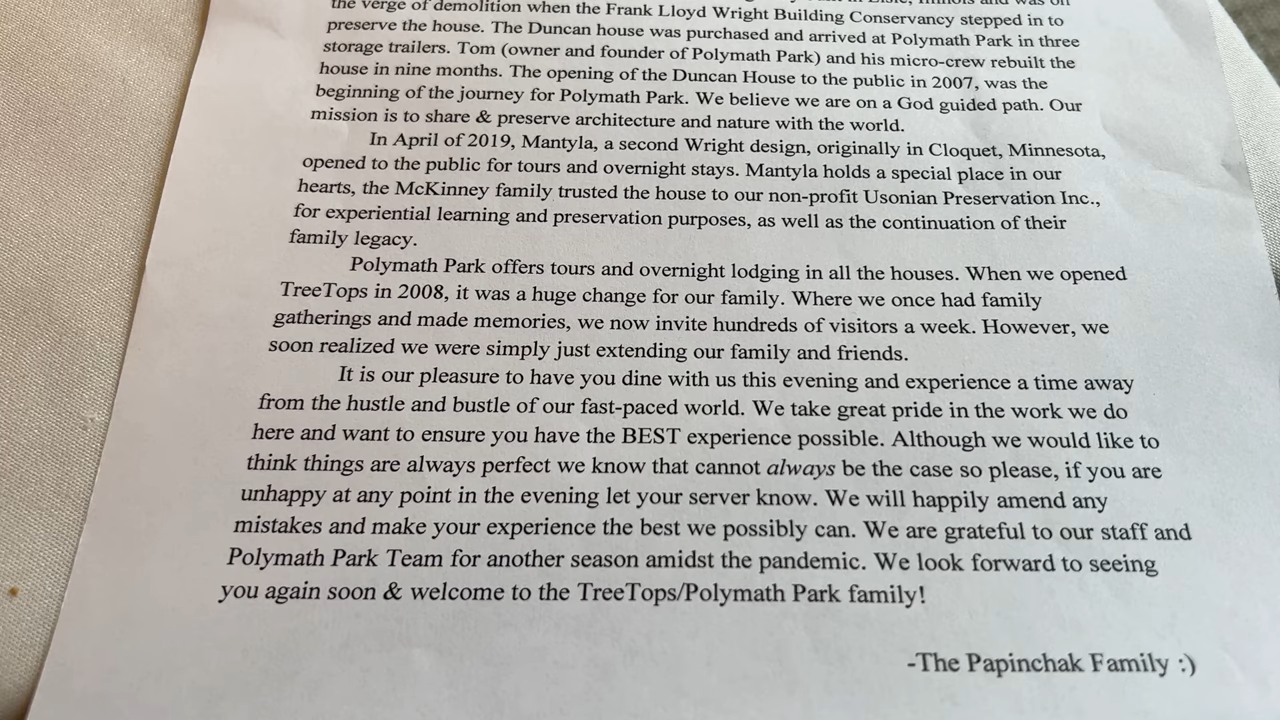 the verge of demolition when the Frank Lloyd Wright Building Conservancy stepped in to
preserve the house. The Duncan house was purchased and arrived at Polymath Park in three
storage trailers. Tom (owner and founder of Polymath Park) and his micro-crew rebuilt the
house in nine months. The opening of the Duncan House to the public in 2007, was the
beginning of the journey for Polymath Park. We believe we are on a God guided path. Our
mission is to share & preserve architecture and nature with the world.
In April of 2019, Mantyla, a second Wright design, originally in Cloquet, Minnesota,
opened to the public for tours and overnight stays. Mantyla holds a special place in our
hearts, the McKinney family trusted the house to our non-profit Usonian Preservation Inc.,
for experiential learning and preservation purposes, as well as the continuation of their
family legacy.
Polymath Park offers tours and overnight lodging in all the houses. When we opened
TreeTops in 2008, it was a huge change for our family. Where we once had family
gatherings and made memories, we now invite hundreds of visitors a week. However, we
soon realized we were simply just extending our family and friends.
It is our pleasure to have you dine with us this evening and experience a time away
from the hustle and bustle of our fast-paced world. We take great pride in the work we do
here and want to ensure you have the BEST experience possible. Although we would like to
think things are always perfect we know that cannot always be the case so please, if you are
unhappy at any point in the evening let your server know. We will happily amend any
mistakes and make your experience the best we possibly can. We are grateful to our staff and
Polymath Park Team for another season amidst the pandemic. We look forward to seeing
you again soon & welcome to the TreeTops/Polymath Park family!
-The Papinchak Family :)